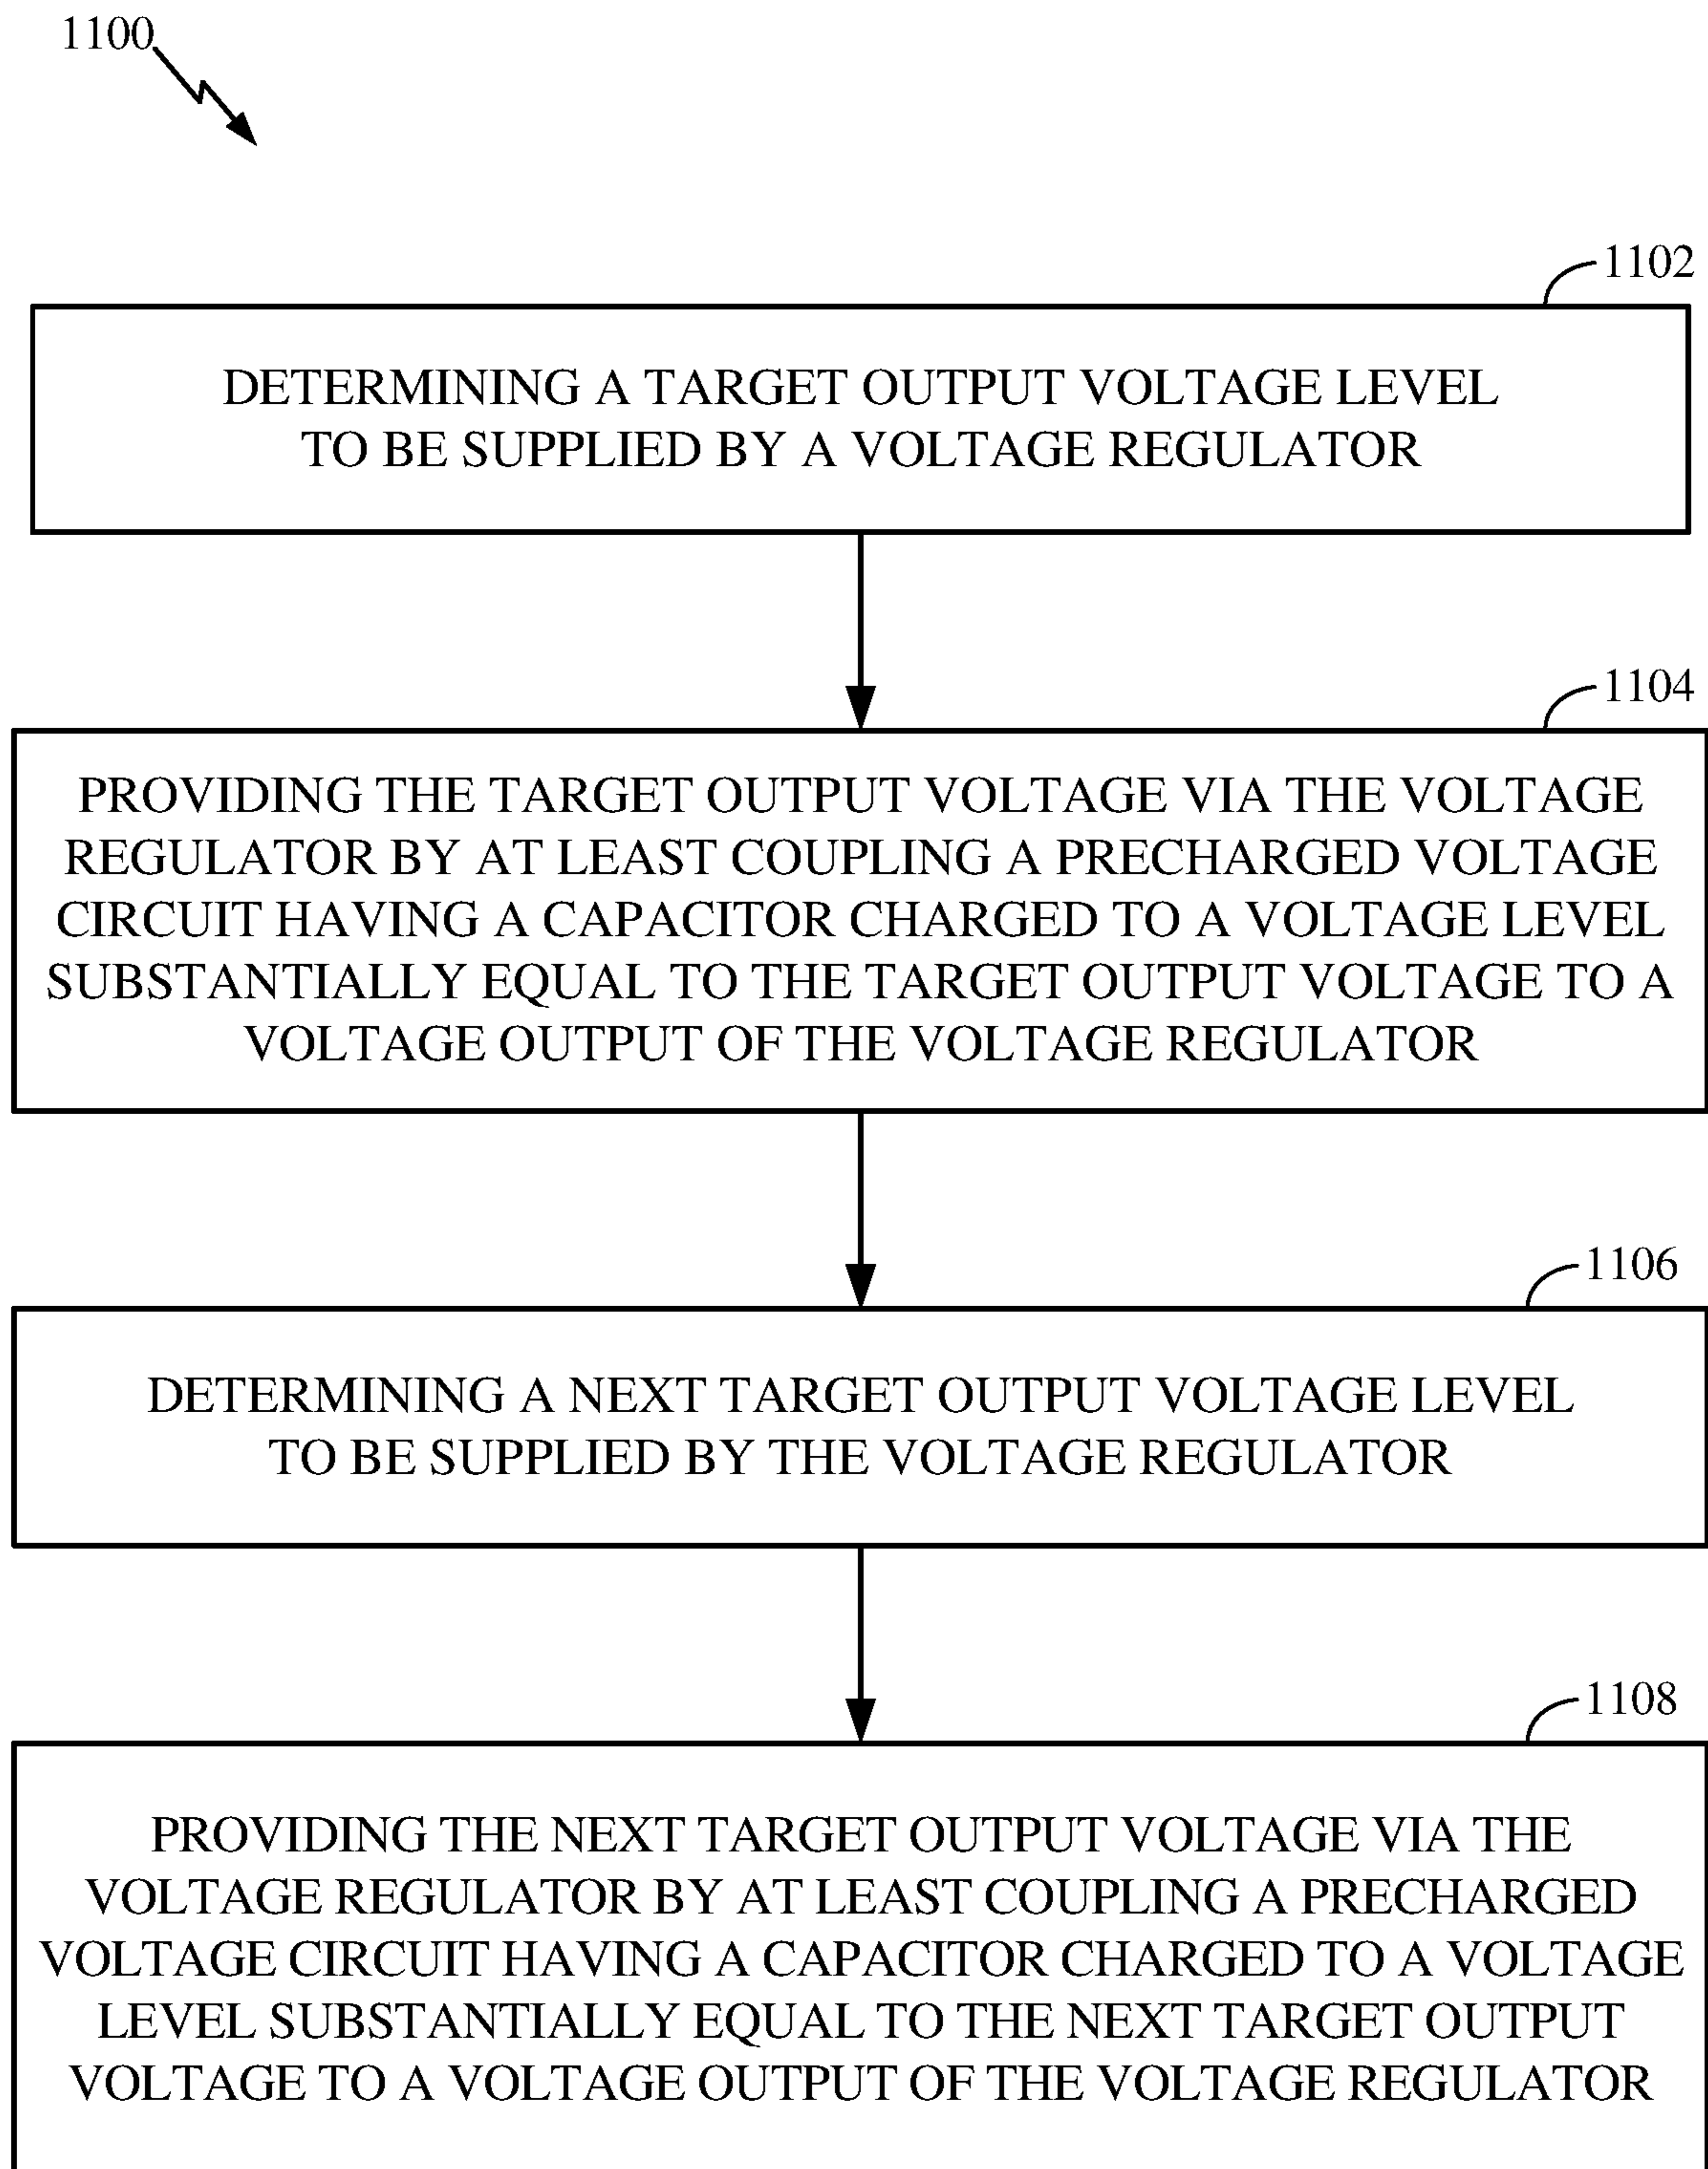 1100
1102
DETERMINING A TARGET OUTPUT VOLTAGE LEVEL
TO BE SUPPLIED BY A VOLTAGE REGULATOR
1104
PROVIDING THE TARGET OUTPUT VOLTAGE VIA THE VOLTAGE
REGULATOR BY AT LEAST COUPLING A PRECHARGED VOLTAGE
CIRCUIT HAVING A CAPACITOR CHARGED TO A VOLTAGE LEVEL
SUBSTANTIALLY EQUAL TO THE TARGET OUTPUT VOLTAGE TO A
VOLTAGE OUTPUT OF THE VOLTAGE REGULATOR
1106
DETERMINING A NEXT TARGET OUTPUT VOLTAGE LEVEL
TO BE SUPPLIED BY THE VOLTAGE REGULATOR
1108
PROVIDING THE NEXT TARGET OUTPUT VOLTAGE VIA THE
VOLTAGE REGULATOR BY AT LEAST COUPLING A PRECHARGED
VOLTAGE CIRCUIT HAVING A CAPACITOR CHARGED TO A VOLTAGE
LEVEL SUBSTANTIALLY EQUAL TO THE NEXT TARGET OUTPUT
VOLTAGE TO A VOLTAGE OUTPUT OF THE VOLTAGE REGULATOR